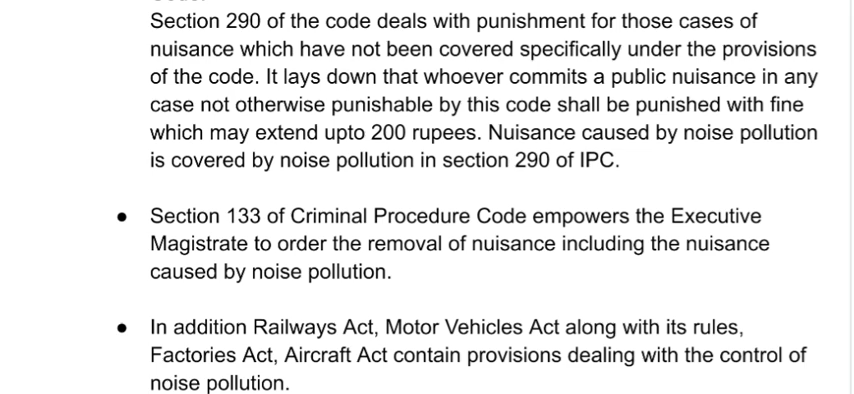 Section 290 of the code deals with punishment for those cases of
nuisance which have not been covered specifically under the provisions
of the code. It lays down that whoever commits a public nuisance in any
case not otherwise punishable by this code shall be punished with fine
which may extend upto 200 rupees. Nuisance caused by noise pollution
is covered by noise pollution in section 290 of IPC.
● Section 133 of Criminal Procedure Code empowers the Executive
Magistrate to order the removal of nuisance including the nuisance
caused by noise pollution.
● In addition Railways Act, Motor Vehicles Act along with its rules,
Factories Act, Aircraft Act contain provisions dealing with the control of
noise pollution.